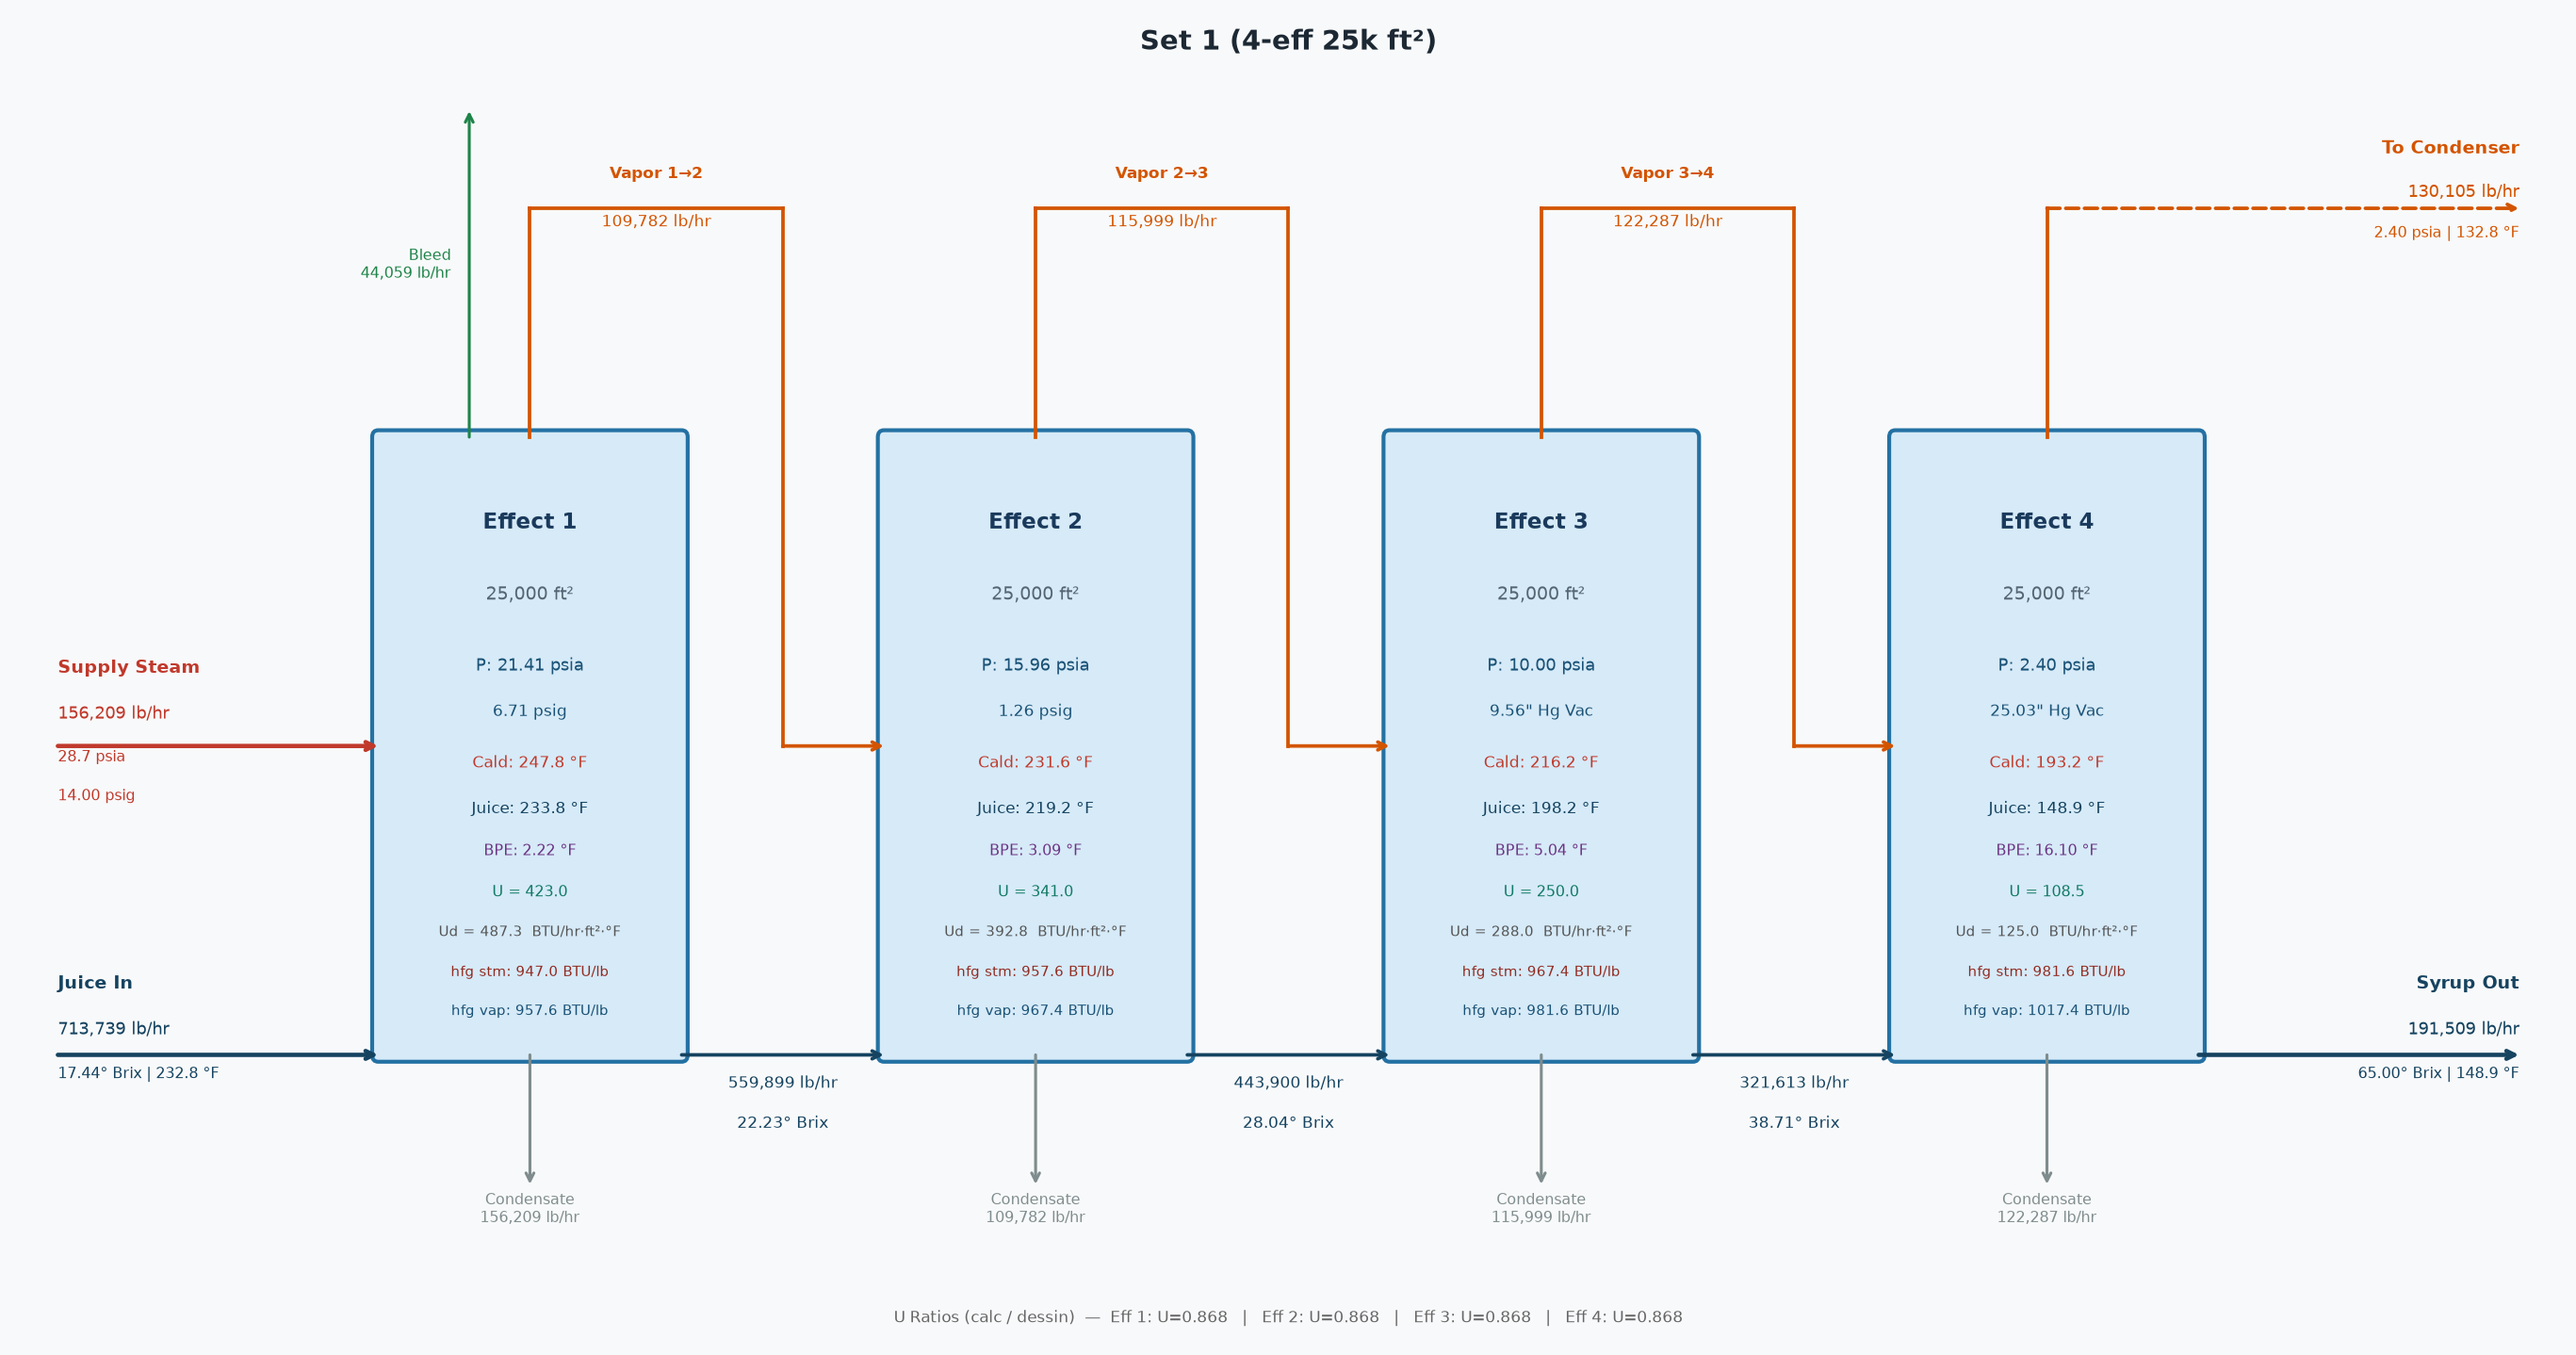 Set 1 (4-eff 25k ft²)
To Condenser
130,105 lb/hr
2.40 psia | 132.8 °F
Vapor 1→2
109,782 lb/hr
Vapor 2→3
115,999 lb/hr
Vapor 3→4
122,287 lb/hr
Bleed
44,059 lb/hr
Supply Steam
156,209 lb/hr
28.7 psia
14.00 psig
Juice In
713,739 lb/hr
17.44° Brix | 232.8 °F
Effect 1
25,000 ft²
P: 21.41 psia
6.71 psig
Cald: 247.8 °F
Juice: 233.8 °F
BPE: 2.22 °F
U = 423.0
Ud = 487.3 BTU/hr·ft²·°F
hfg stm: 947.0 BTU/lb
hfg vap: 957.6 BTU/lb
Condensate
156,209 lb/hr
559,899 lb/hr
22.23° Brix
Effect 2
25,000 ft²
P: 15.96 psia
1.26 psig
Cald: 231.6 °F
Juice: 219.2 °F
BPE: 3.09 °F
U = 341.0
Ud = 392.8 BTU/hr·ft²·°F
hfg stm: 957.6 BTU/lb
hfg vap: 967.4 BTU/lb
Condensate
109,782 lb/hr
443,900 lb/hr
28.04° Brix
Effect 3
25,000 ft²
P: 10.00 psia
9.56" Hg Vac
Cald: 216.2 °F
Juice: 198.2 °F
BPE: 5.04 °F
U = 250.0
Ud = 288.0 BTU/hr·ft²·°F
hfg stm: 967.4 BTU/lb
hfg vap: 981.6 BTU/lb
Condensate
115,999 lb/hr
321,613 lb/hr
38.71° Brix
Effect 4
25,000 ft²
P: 2.40 psia
25.03" Hg Vac
Cald: 193.2 °F
Juice: 148.9 °F
BPE: 16.10 °F
U = 108.5
Ud = 125.0 BTU/hr·ft²·°F
hfg stm: 981.6 BTU/lb
hfg vap: 1017.4 BTU/lb
Condensate
122,287 lb/hr
Syrup Out
191,509 lb/hr
65.00° Brix | 148.9 °F
U Ratios (calc / dessin) — Eff 1: U=0.868 | Eff 2: U=0.868 | Eff 3: U=0.868 | Eff 4: U=0.868